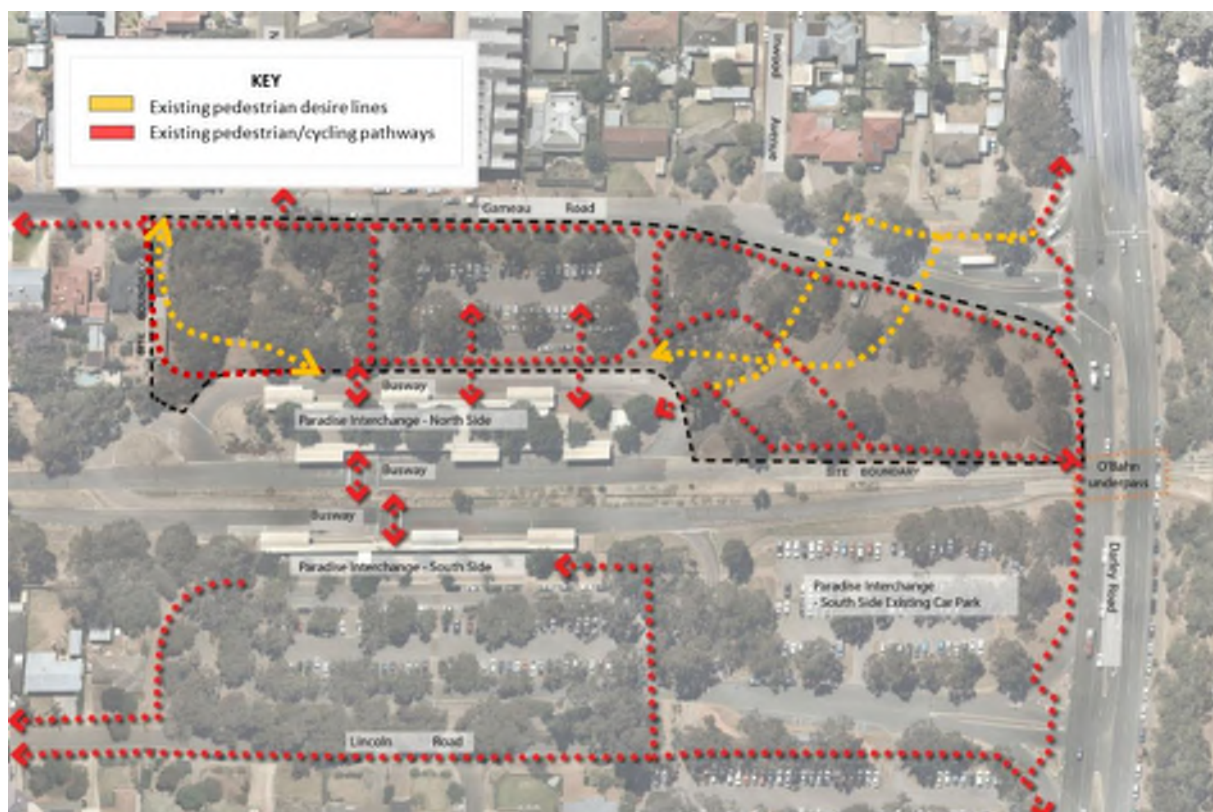 KEY
Existing pedestrian desire lines
Existing pedestrian/cycling pathways
Inwood Avenue
Gameau Road
Busway
Paradise Interchange - North Side
Busway
SITE BOUNDARY
O'Bahn
underpass
Busway
Paradise Interchange - South Side
Paradise Interchange
- South Side Existing Car Park
Darley Road
Lincoln Road